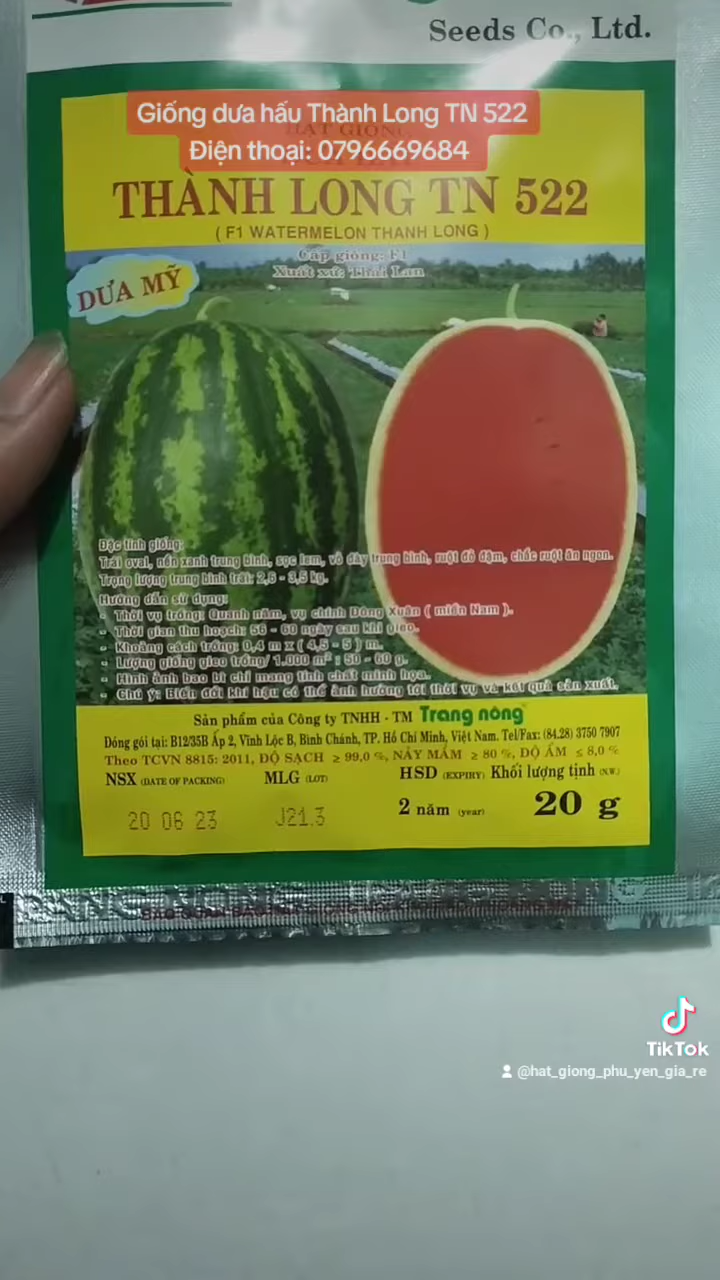 Seeds Co., Ltd.
Giống dưa hấu Thành Long TN 522
Điện thoại: 0796669684
HẠT GIỐNG
THÀNH LONG TN 522
( F1 WATERMELON THANH LONG )
Cấp giống: F1
Xuất xứ: Thái Lan
DƯA MỸ
Đặc tính giống:
Trái oval, nền xanh trung bình, sọc lem, vỏ dày trung bình, ruột đỏ đậm, chắc ruột ăn ngon.
Trọng lượng trung bình trái: 2,8 - 3,5 kg.
Hướng dẫn sử dụng:
- Thời vụ trồng: Quanh năm, vụ chính Đông Xuân ( miền Nam ).
- Thời gian thu hoạch: 56 - 60 ngày sau khi gieo.
- Khoảng cách trồng: 0,4 m x ( 4,5 - 5 ) m.
- Lượng giống gieo trồng/ 1.000 m² : 50 - 60 g.
- Hình ảnh bao bì chỉ mang tính chất minh họa.
- Chú ý: Biến đổi khí hậu có thể ảnh hưởng tới thời vụ và kết quả sản xuất.
Sản phẩm của Công ty TNHH - TM Trang nông
Đóng gói tại: B12/35B Ấp 2, Vĩnh Lộc B, Bình Chánh, TP. Hồ Chí Minh, Việt Nam. Tel/Fax: (84.28) 3750 7907
Theo TCVN 8815: 2011, ĐỘ SẠCH ≥ 99,0 %, NẢY MẦM ≥ 80 %, ĐỘ ẨM ≤ 8,0 %
NSX (DATE OF PACKING) MLG (LOT) HSD (EXPIRY) Khối lượng tịnh (N.W.)
20 06 23 J21.3 2 năm (year) 20 g
TikTok
@hat_giong_phu_yen_gia_re